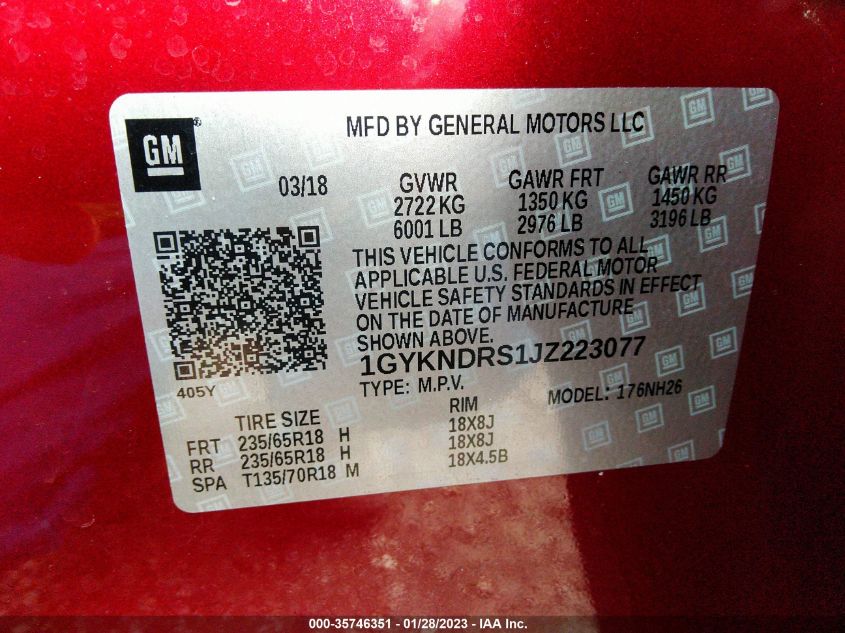 GM ®
MFD BY GENERAL MOTORS LLC
03/18
GVWR GAWR FRT GAWR RR
2722 KG 1350 KG 1450 KG
6001 LB 2976 LB 3196 LB
THIS VEHICLE CONFORMS TO ALL
APPLICABLE U.S. FEDERAL MOTOR
VEHICLE SAFETY STANDARDS IN EFFECT
ON THE DATE OF MANUFACTURE
SHOWN ABOVE.
1GYKNDRS1JZ223077
405Y
TYPE: M.P.V. MODEL: 176NH26
TIRE SIZE RIM
FRT 235/65R18 H 18X8J
RR 235/65R18 H 18X8J
SPA T135/70R18 M 18X4.5B
000-35746351 - 01/28/2023 - IAA Inc.